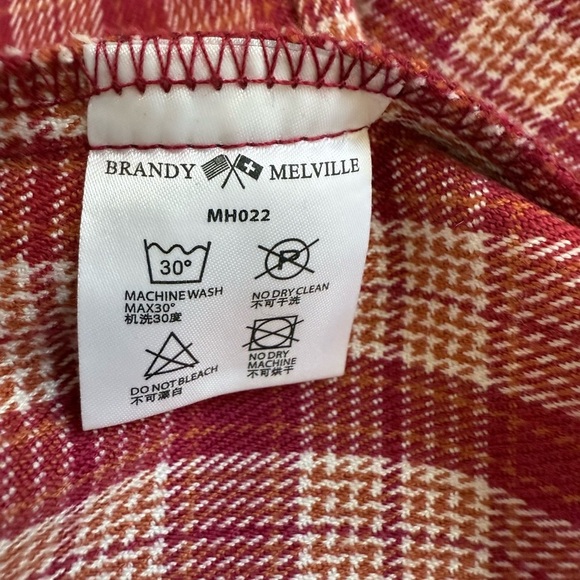 BRANDY MELVILLE
MH022
30°
MACHINE WASH
MAX30°
机洗30度
P
NO DRY CLEAN
不可干洗
DO NOT BLEACH
不可漂白
NO DRY
MACHINE
不可烘干